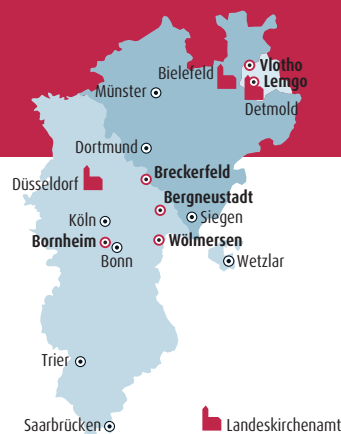 Vlotho
Bielefeld
Lemgo
Münster
Detmold
Dortmund
Breckerfeld
Düsseldorf
Bergneustadt
Köln
Siegen
Bornheim
Wölmersen
Bonn
Wetzlar
Trier
Saarbrücken
Landeskirchenamt